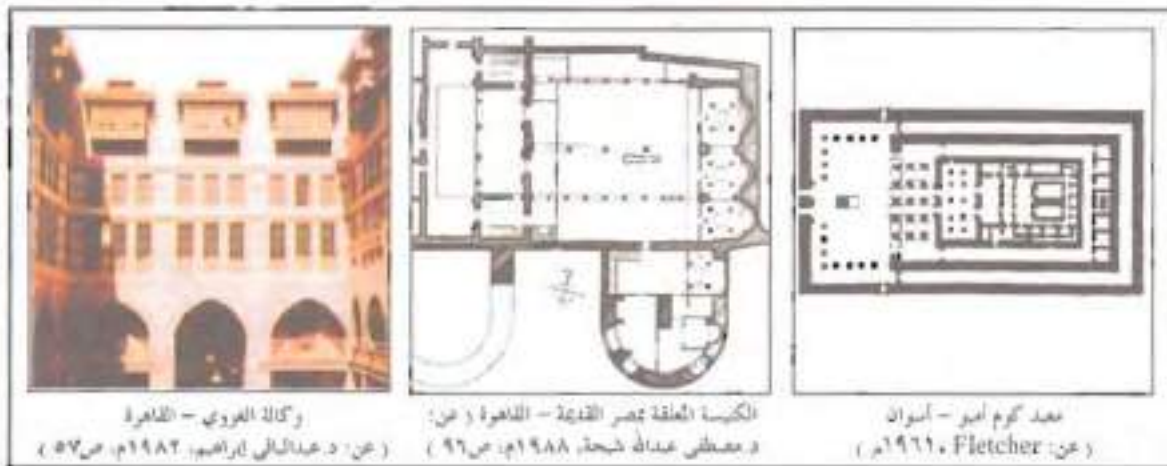 معبد كوم أمبو - أسوان
( عن: Fletcher، ١٩٦١م )
الكنيسة المعلقة بمصر القديمة - القاهرة ( عن:
د.مصطفى عبدالله شيحة، ١٩٨٨م، ص٩٦ )
وكالة الغوري - القاهرة
( عن: د.عبدالباقي إبراهيم، ١٩٨٢م، ص٥٧ )